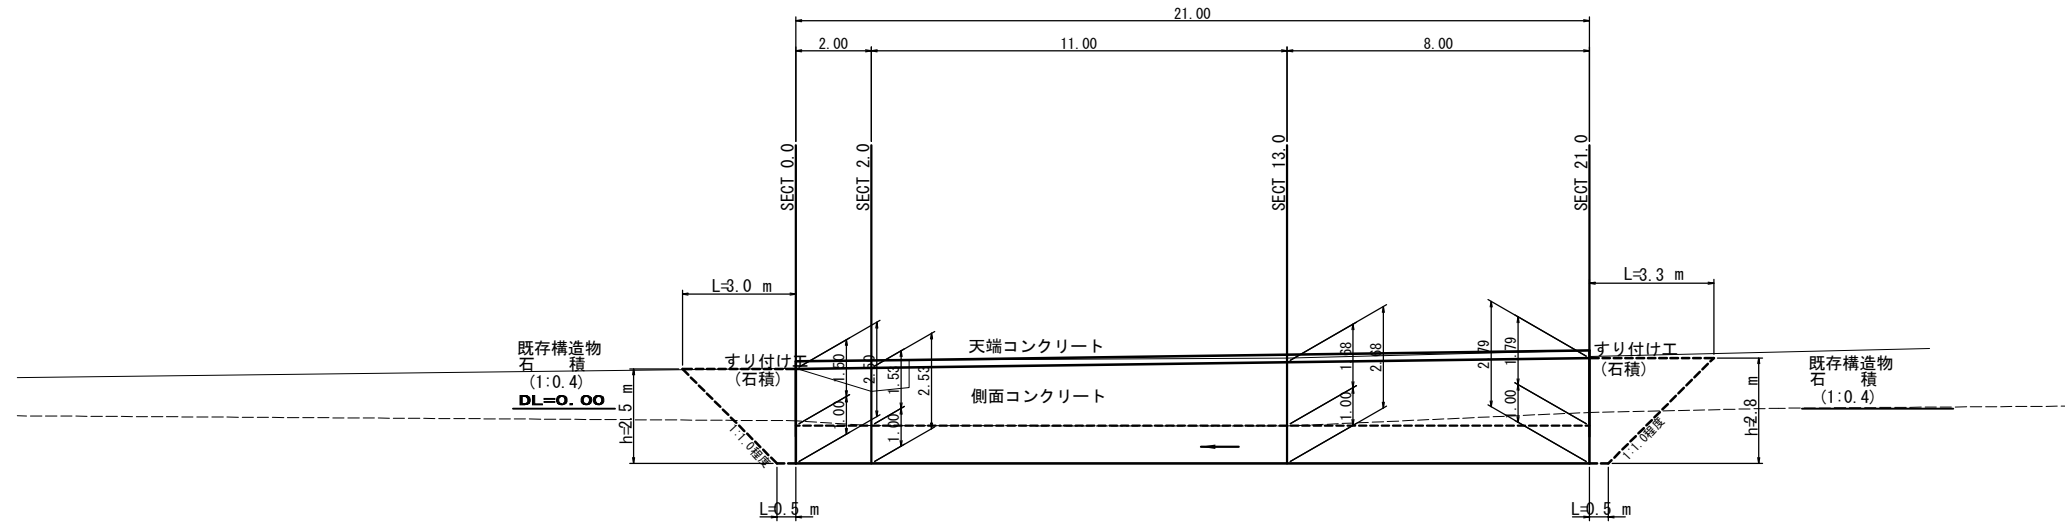 21.00
2.00
11.00
8.00
SECT 0.0
SECT 2.0
SECT 13.0
SECT 21.0
L=3.0 m
L=3.3 m
既存構造物
石 積
(1:0.4)
DL=0.00
すり付け工
(石積)
天端コンクリート
側面コンクリート
すり付け工
(石積)
既存構造物
石 積
(1:0.4)
h=2.5 m
1:1.0程度
1.00
1.50
2.50
1.00
1.53
2.53
1.00
1.68
2.68
2.79
1.79
1.00
1:1.0程度
h=2.8 m
L=0.5 m
L=0.5 m